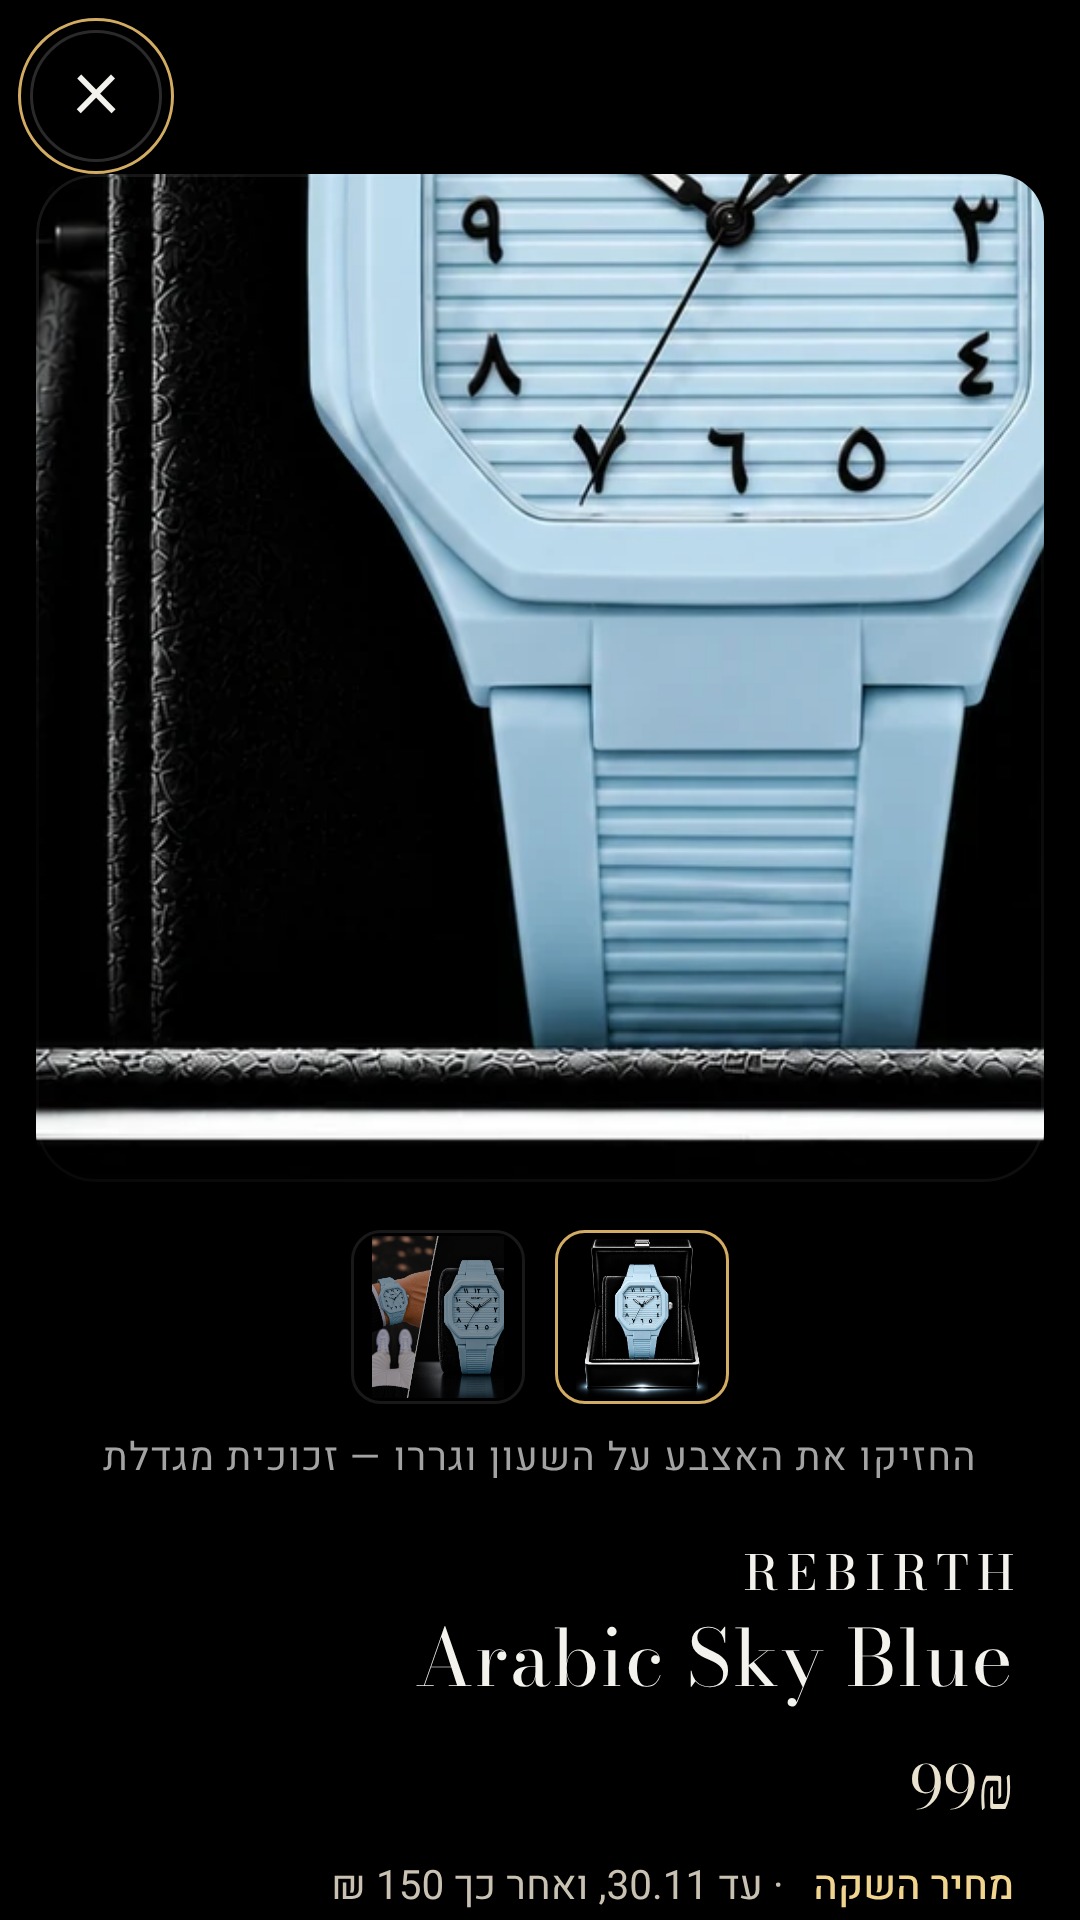 ٩ ٣
٨ ٤
٧ ٦ ٥
החזיקו את האצבע על השעון וגררו – זכוכית מגדלת
REBIRTH
Arabic Sky Blue
99₪
מחיר השקה · עד 30.11, ואחר כך 150 ₪